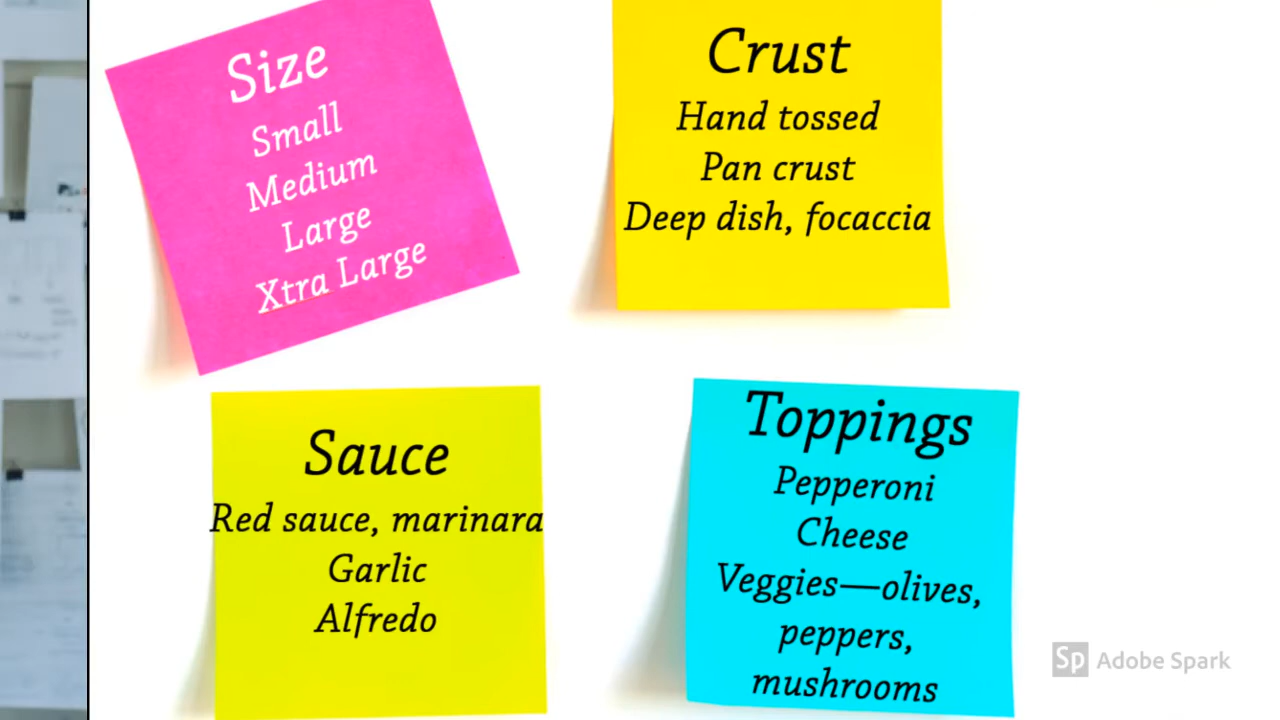 Size
Small
Medium
Large
Xtra Large
Crust
Hand tossed
Pan crust
Deep dish, focaccia
Sauce
Red sauce, marinara
Garlic
Alfredo
Toppings
Pepperoni
Cheese
Veggies—olives,
peppers,
mushrooms
Sp Adobe Spark